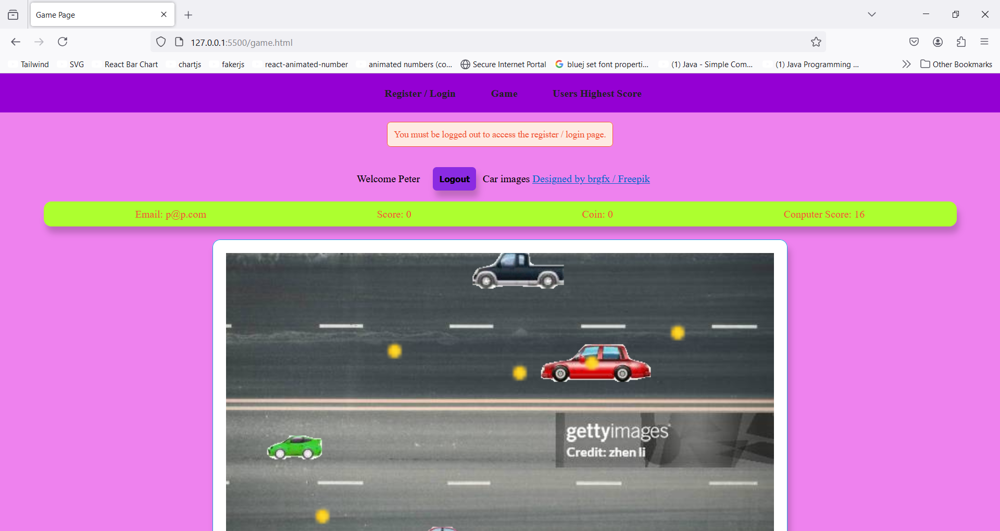 Game Page
127.0.0.1:5500/game.html
Tailwind SVG React Bar Chart chartjs fakerjs react-animated-number animated numbers (co... Secure Internet Portal bluej set font properti... (1) Java - Simple Com... (1) Java Programming ... Other Bookmarks
Register / Login Game Users Highest Score
You must be logged out to access the register / login page.
Welcome Peter Logout Car images Designed by brgfx / Freepik
Email: p@p.com Score: 0 Coin: 0 Conputer Score: 16
gettyimages®
Credit: zhen li